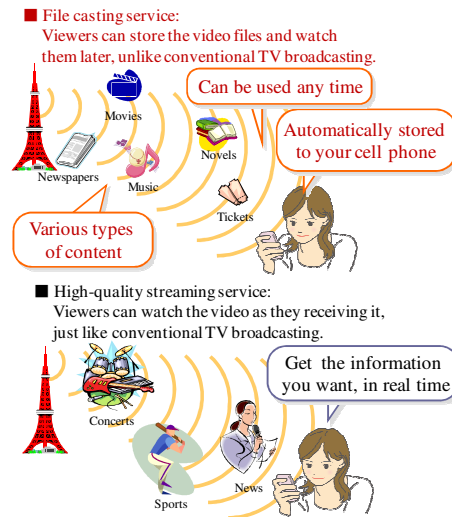 ■ File casting service:
Viewers can store the video files and watch
them later, unlike conventional TV broadcasting.
Can be used any time
Movies
Automatically stored
to your cell phone
Novels
Newspapers
Music
Tickets
Various types
of content
■ High-quality streaming service:
Viewers can watch the video as they receiving it,
just like conventional TV broadcasting.
Get the information
you want, in real time
Concerts
News
Sports